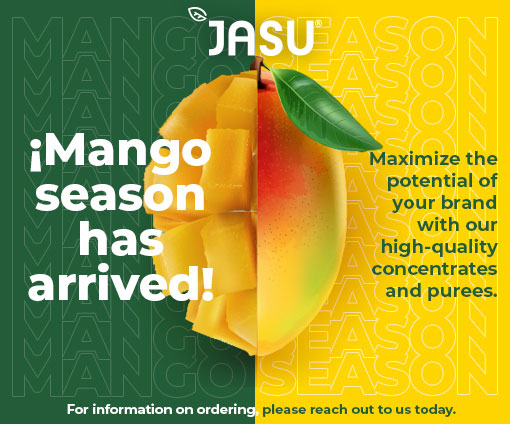 MANGO SEASON
MANGO SEASON
MANGO SEASON
JASU®
¡Mango
season
has
arrived!
Maximize the
potential of
your brand
with our
high-quality
concentrates
and purees.
MANGO SEASON
MANGO SEASON
For information on ordering, please reach out to us today.